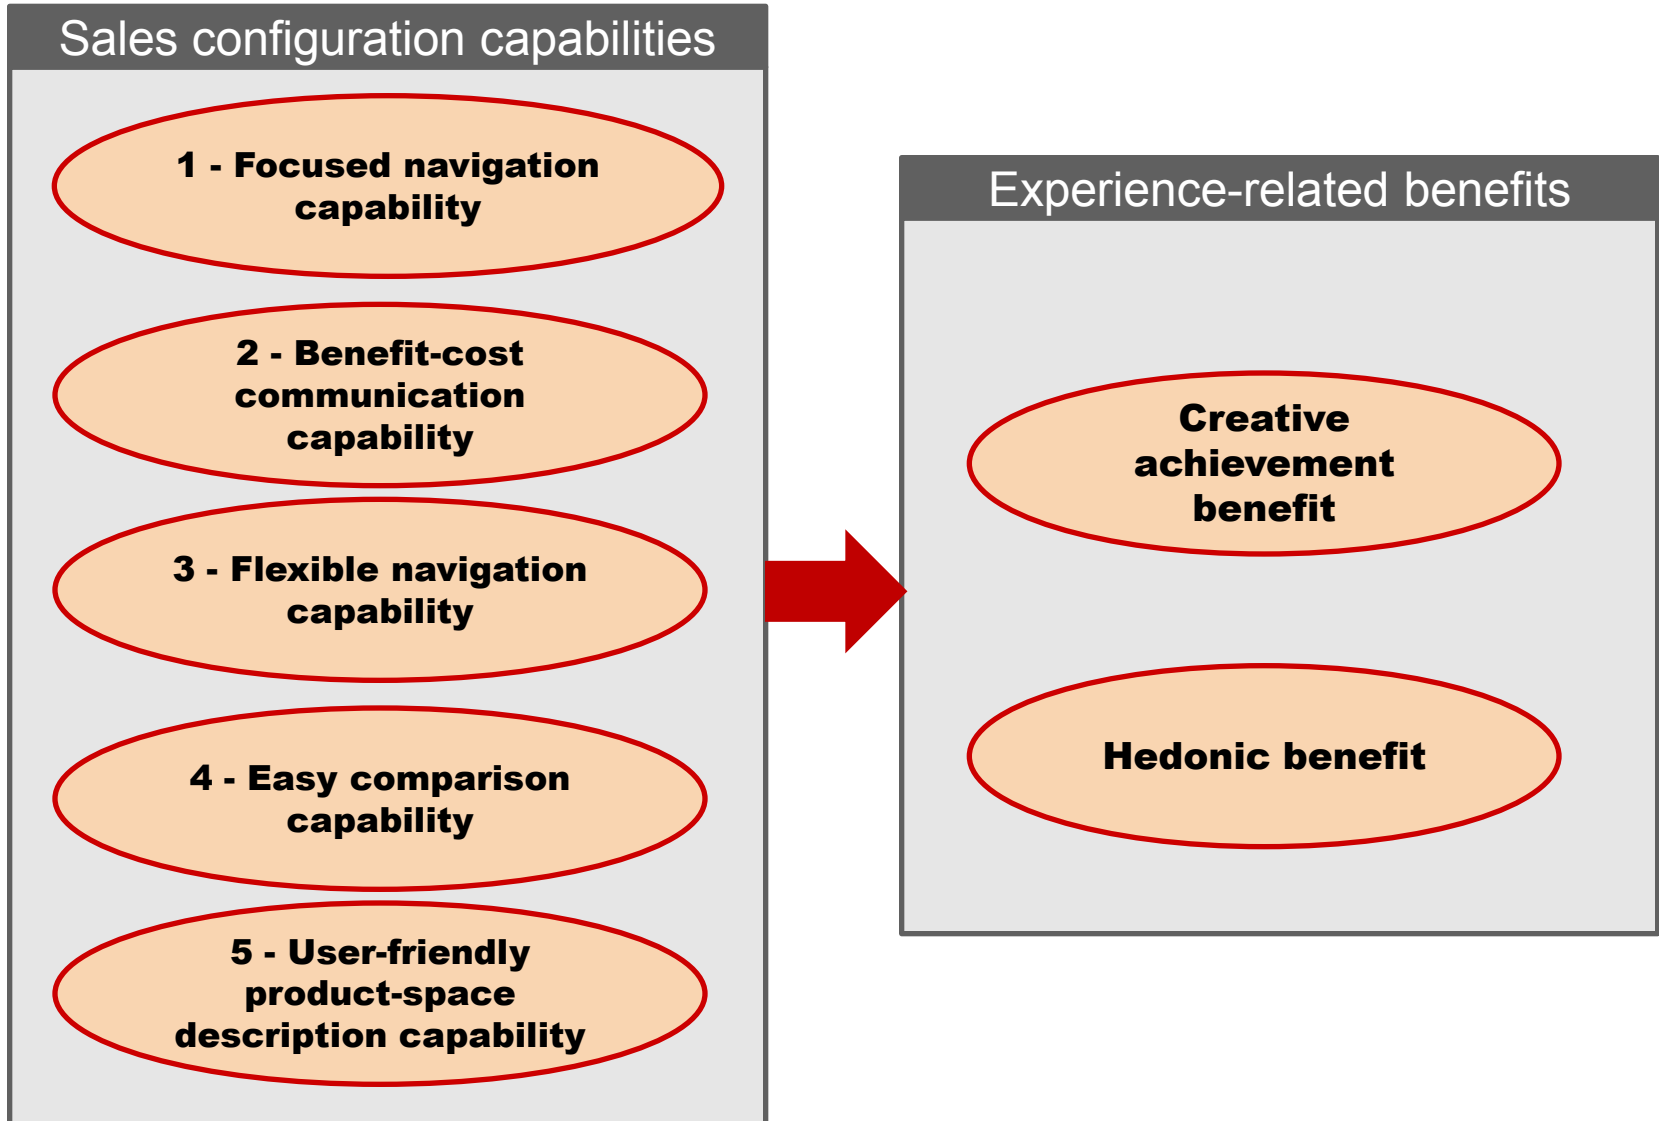 Sales configuration capabilities
1 - Focused navigation
capability
2 - Benefit-cost
communication
capability
3 - Flexible navigation
capability
4 - Easy comparison
capability
5 - User-friendly
product-space
description capability
Experience-related benefits
Creative
achievement
benefit
Hedonic benefit